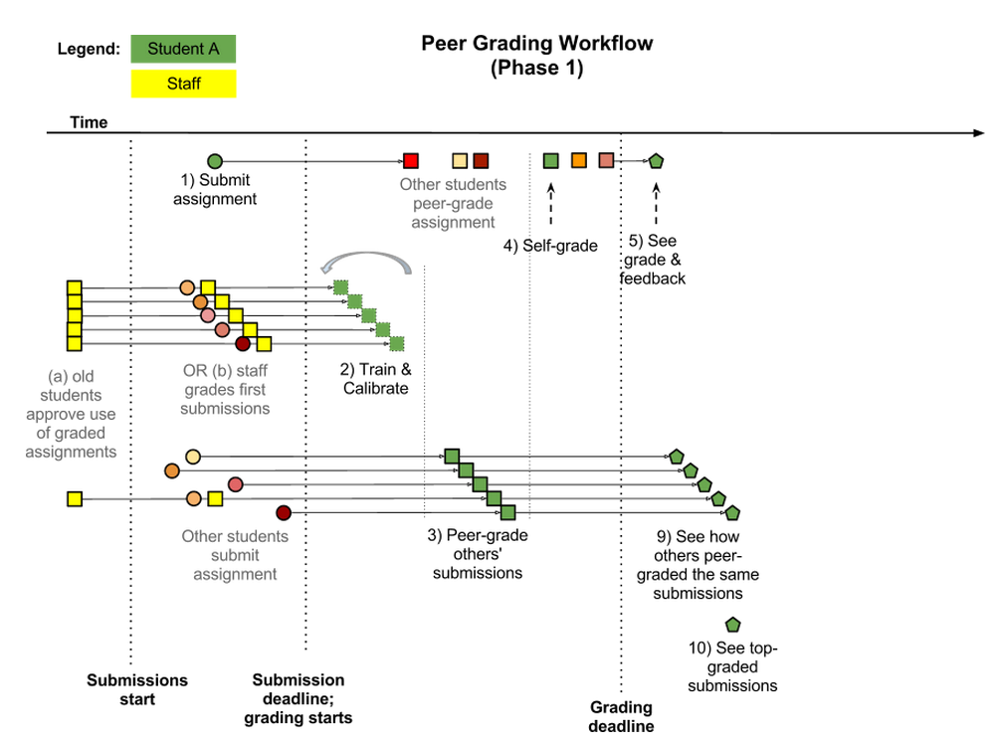 Peer Grading Workflow
(Phase 1)
Legend:
Student A
Staff
Time
1) Submit
assignment
Other students
peer-grade
assignment
4) Self-grade
5) See
grade &
feedback
(a) old
students
approve use
of graded
assignments
OR (b) staff
grades first
submissions
2) Train &
Calibrate
Other students
submit
assignment
3) Peer-grade
others'
submissions
9) See how
others peer-
graded the same
submissions
10) See top-
graded
submissions
Submissions
start
Submission
deadline;
grading starts
Grading
deadline